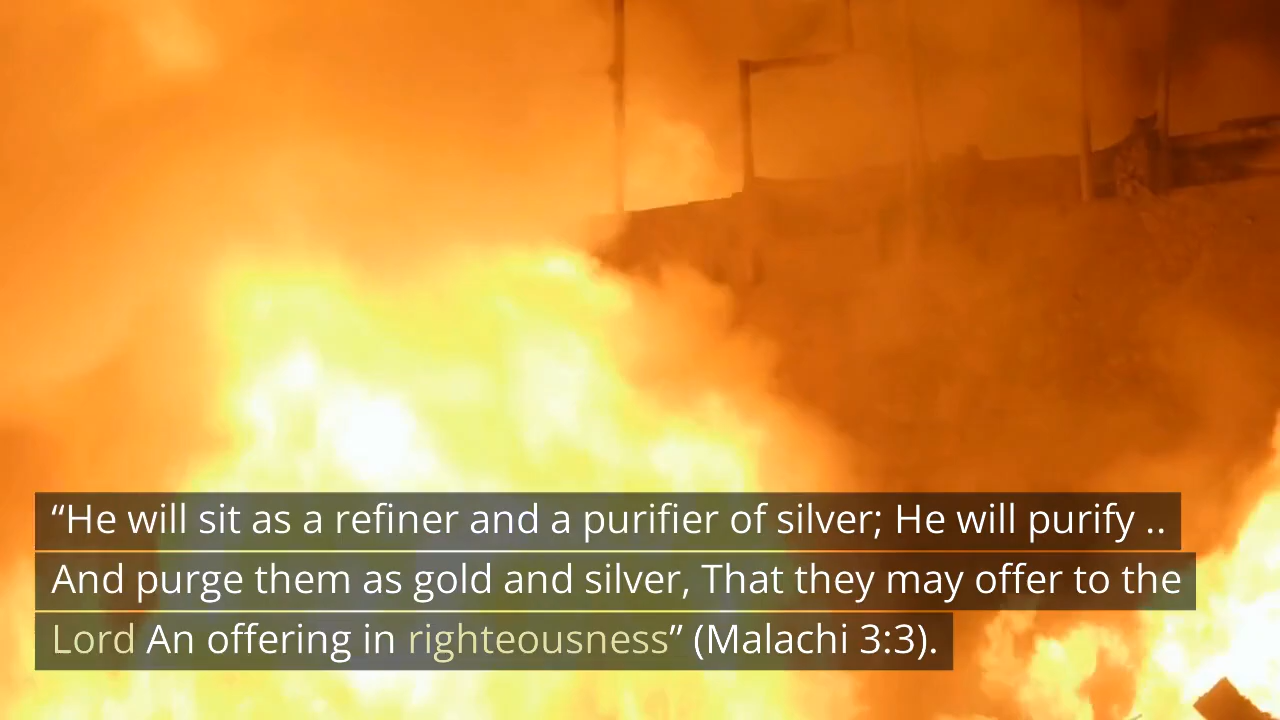 “He will sit as a refiner and a purifier of silver; He will purify ..
And purge them as gold and silver, That they may offer to the
Lord An offering in righteousness” (Malachi 3:3).